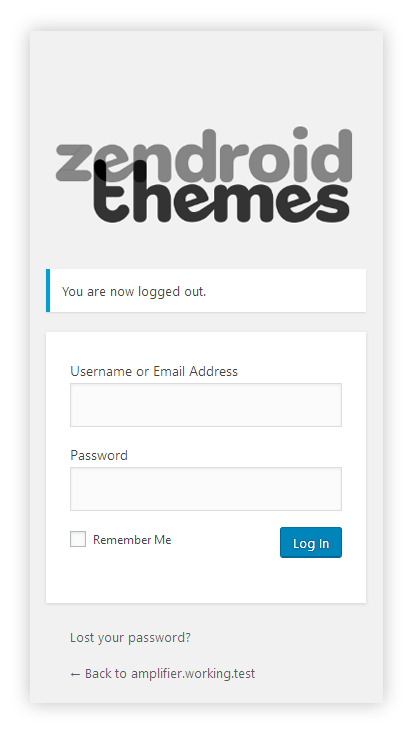 zendroid
themes
You are now logged out.
Username or Email Address
Password
Remember Me
Log In
Lost your password?
← Back to amplifier.working.test